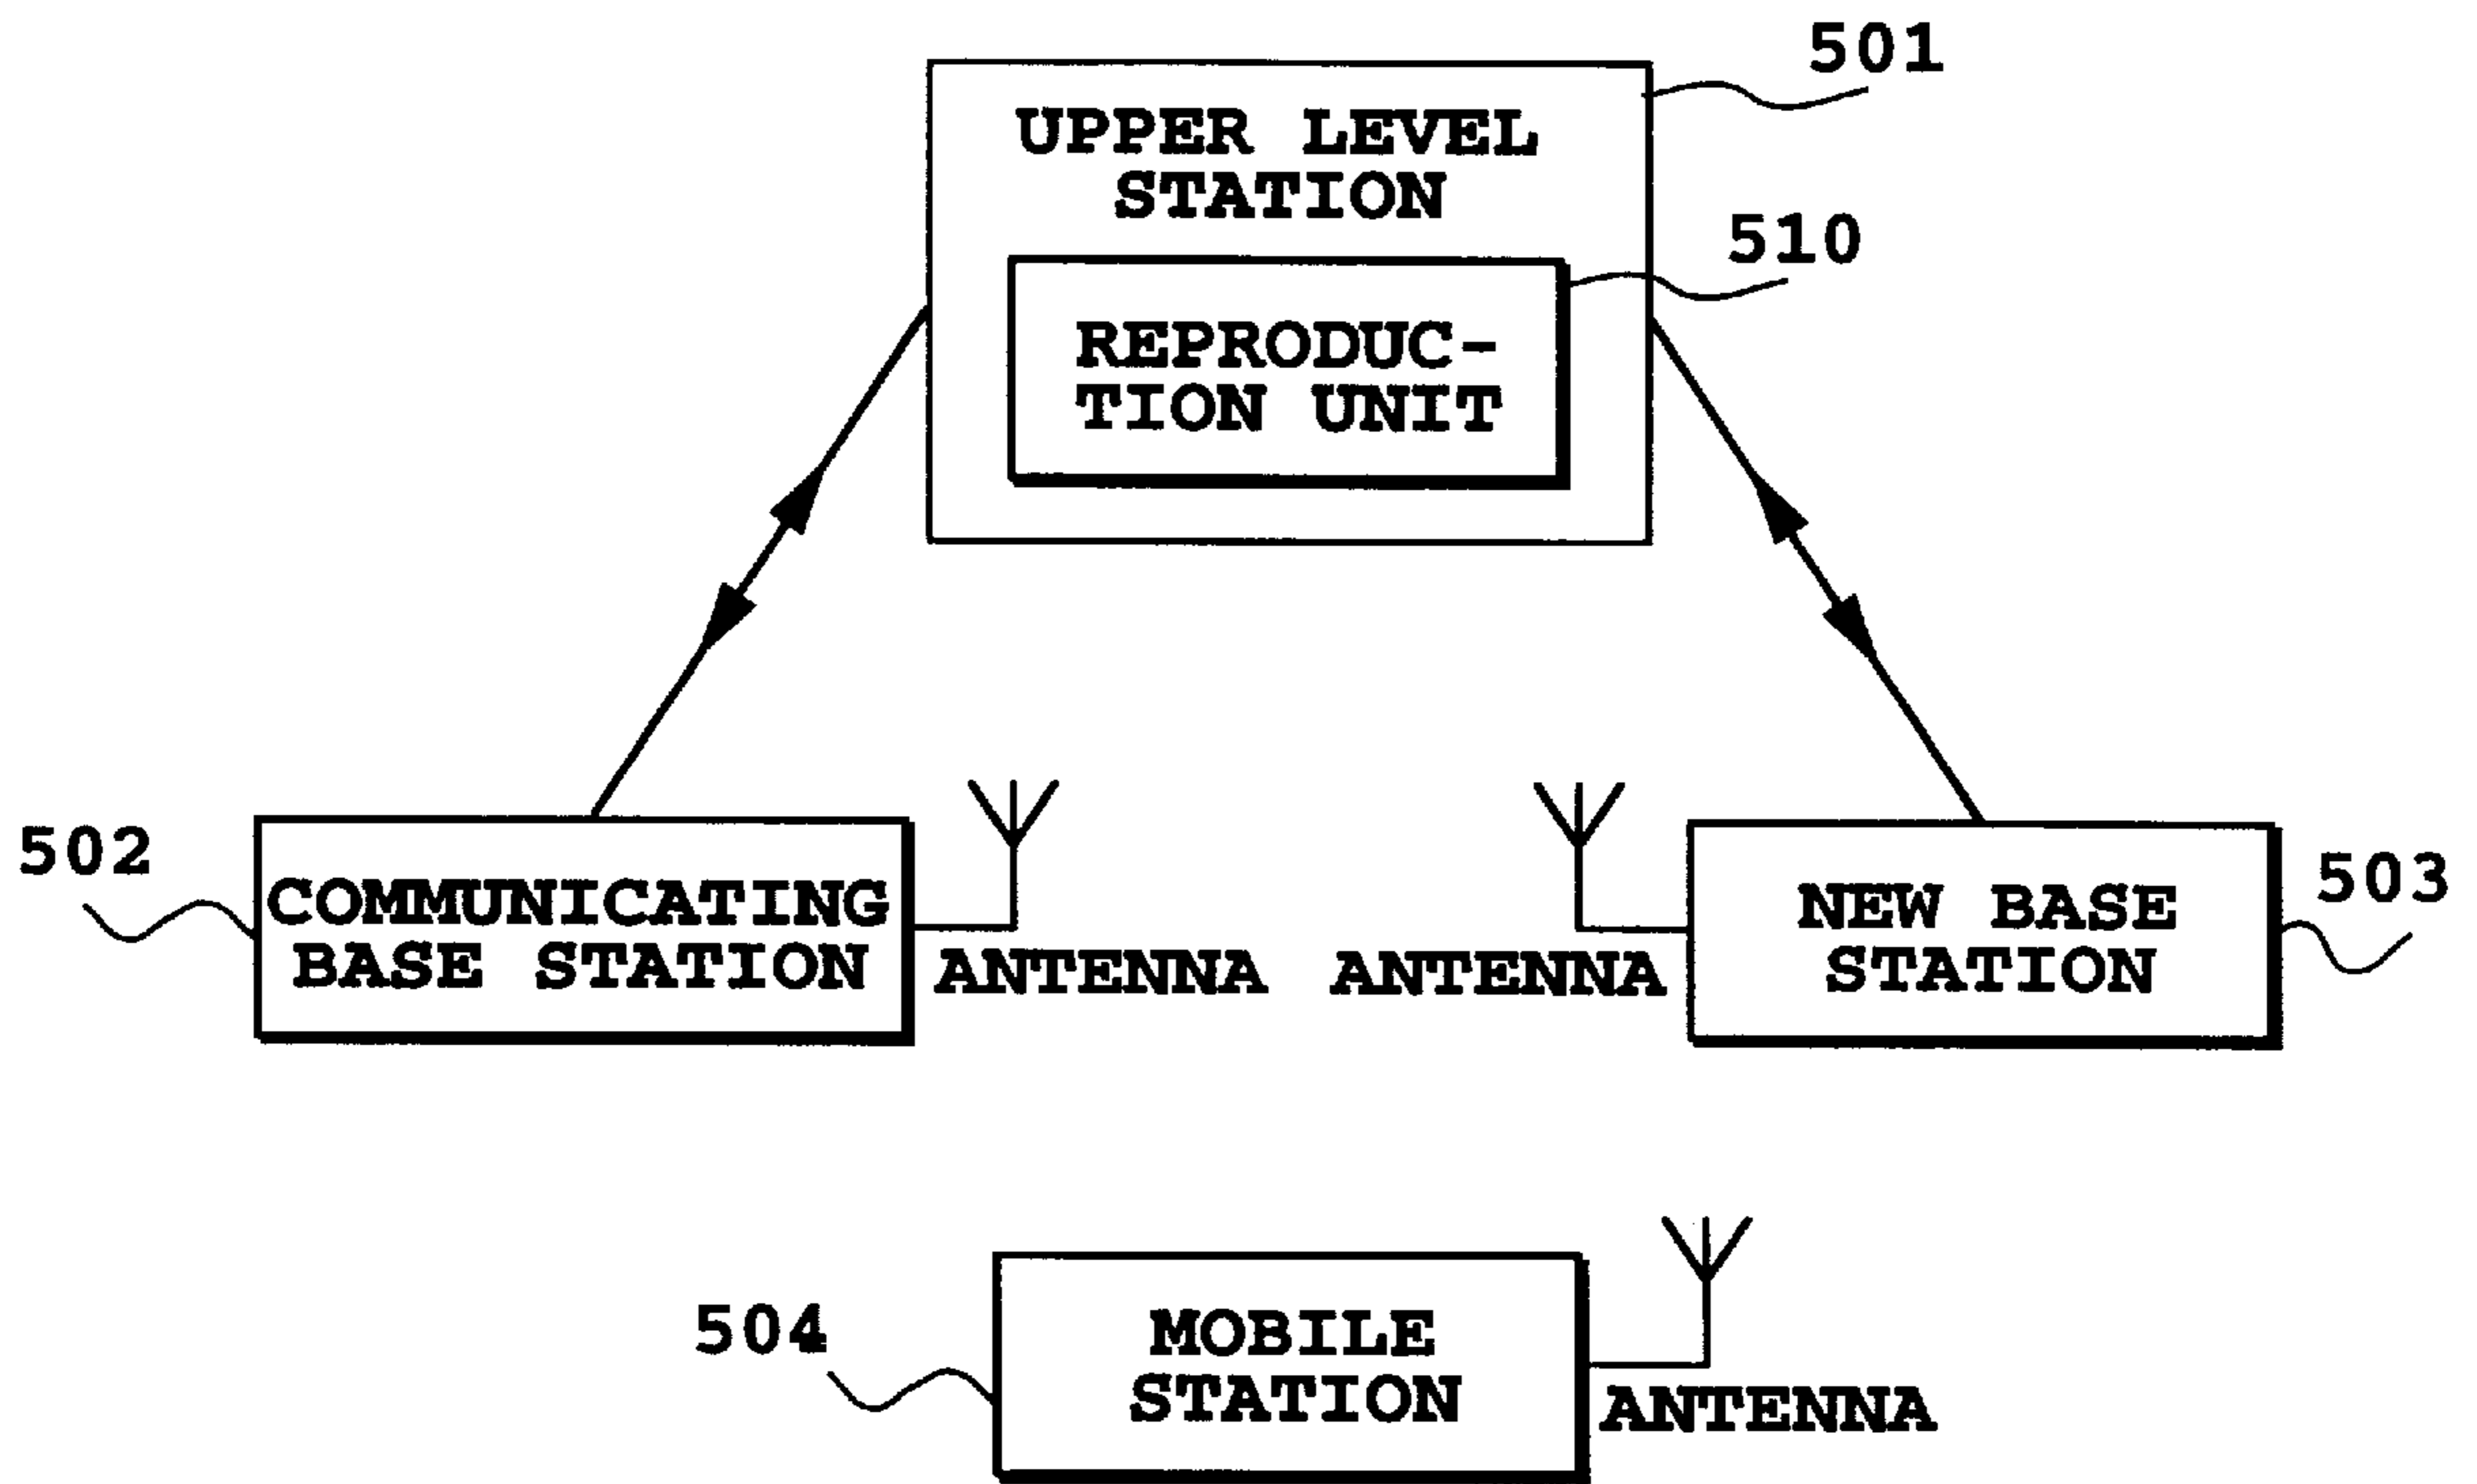 501
UPPER LEVEL
STATION
510
REPRODUC-
TION UNIT
502
COMMUNICATING
BASE STATION
ANTENNA
ANTENNA
NEW BASE
STATION
503
504
MOBILE
STATION
ANTENNA